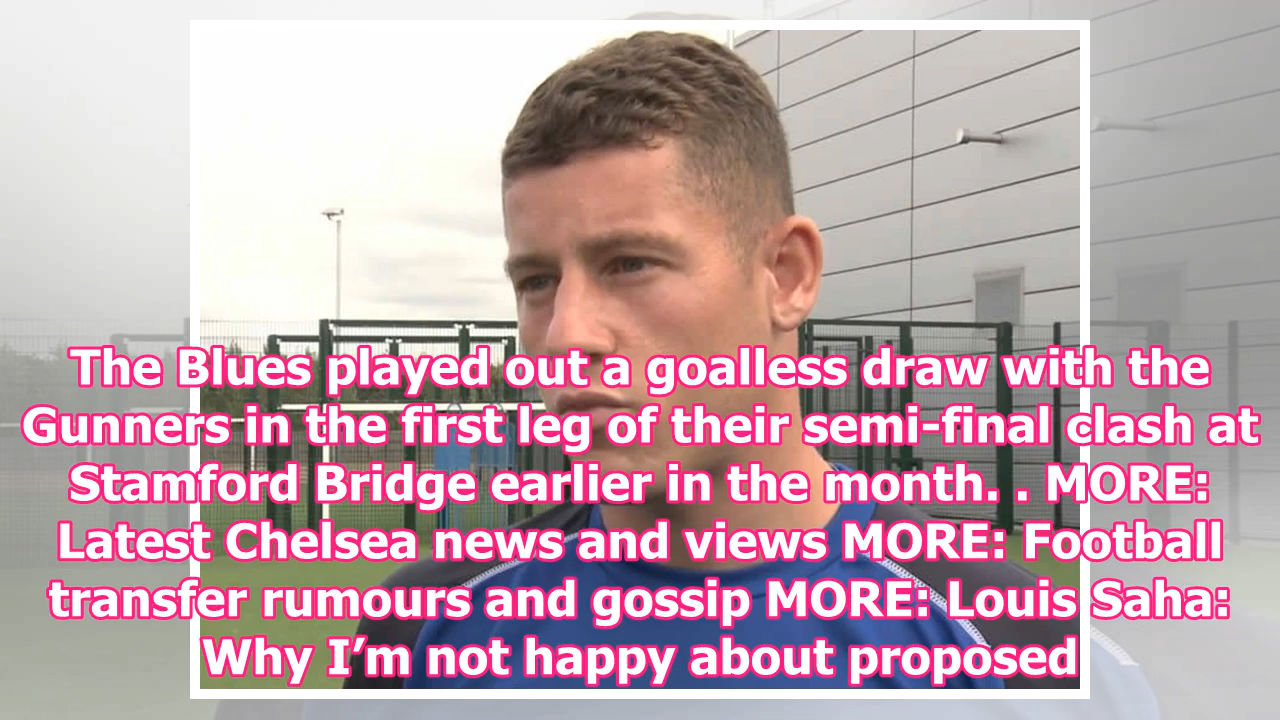 The Blues played out a goalless draw with the
Gunners in the first leg of their semi-final clash at
Stamford Bridge earlier in the month. . MORE:
Latest Chelsea news and views MORE: Football
transfer rumours and gossip MORE: Louis Saha:
Why I’m not happy about proposed